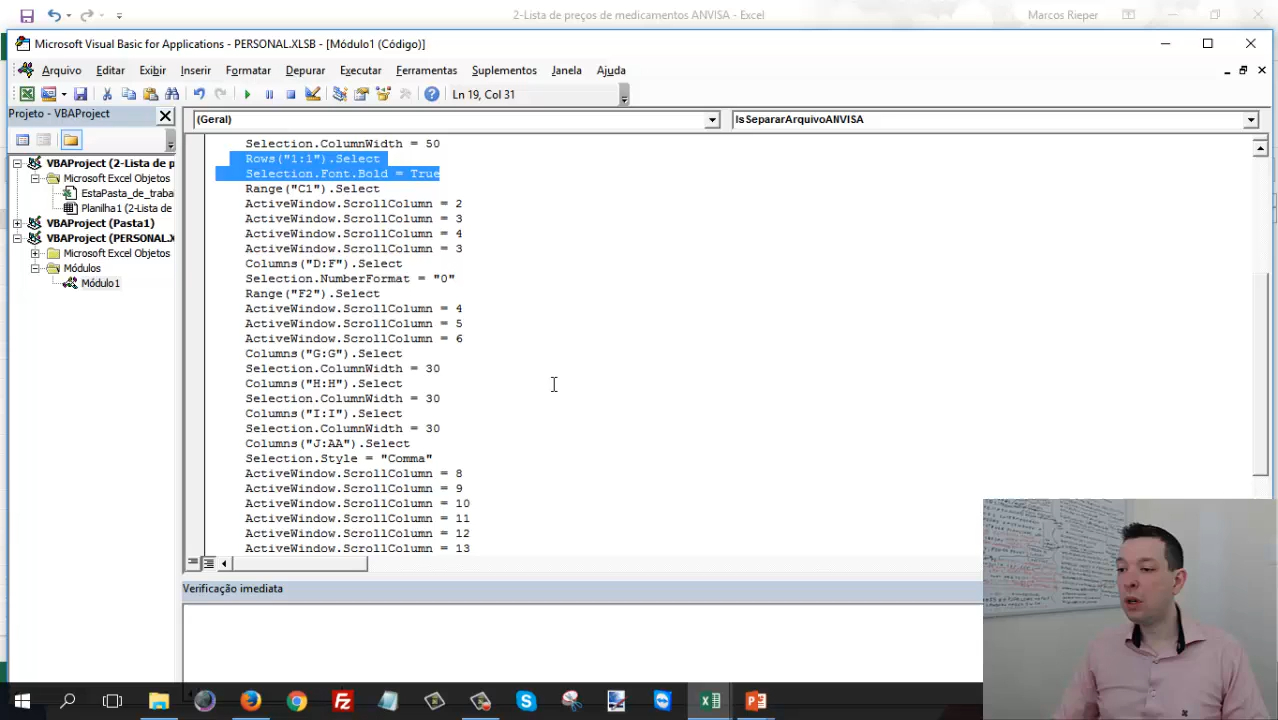 2-Lista de preços de medicamentos ANVISA - Excel
Marcos Rieper
Microsoft Visual Basic for Applications - PERSONAL.XLSB - [Módulo1 (Código)]
Arquivo Editar Exibir Inserir Formatar Depurar Executar Ferramentas Suplementos Janela Ajuda
Ln 19, Col 31
Projeto - VBAProject
(Geral)
IsSepararArquivoANVISA
VBAProject (2-Lista de p
Microsoft Excel Objetos
EstaPasta_de_traba
Planilha1 (2-Lista de
VBAProject (Pasta1)
VBAProject (PERSONAL.X
Microsoft Excel Objetos
Módulos
Módulo1
Selection.ColumnWidth = 50
Rows("1:1").Select
Selection.Font.Bold = True
Range("C1").Select
ActiveWindow.ScrollColumn = 2
ActiveWindow.ScrollColumn = 3
ActiveWindow.ScrollColumn = 4
ActiveWindow.ScrollColumn = 3
Columns("D:F").Select
Selection.NumberFormat = "0"
Range("F2").Select
ActiveWindow.ScrollColumn = 4
ActiveWindow.ScrollColumn = 5
ActiveWindow.ScrollColumn = 6
Columns("G:G").Select
Selection.ColumnWidth = 30
Columns("H:H").Select
Selection.ColumnWidth = 30
Columns("I:I").Select
Selection.ColumnWidth = 30
Columns("J:AA").Select
Selection.Style = "Comma"
ActiveWindow.ScrollColumn = 8
ActiveWindow.ScrollColumn = 9
ActiveWindow.ScrollColumn = 10
ActiveWindow.ScrollColumn = 11
ActiveWindow.ScrollColumn = 12
ActiveWindow.ScrollColumn = 13
Verificação imediata